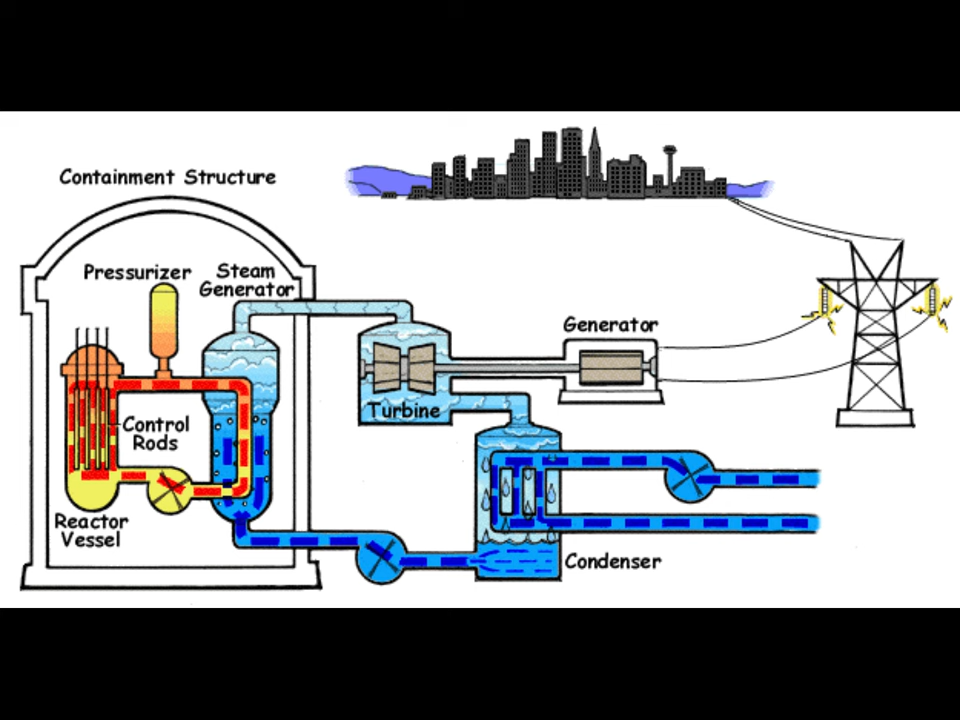 Containment Structure
Pressurizer
Steam
Generator
Generator
Turbine
Control
Rods
Reactor
Vessel
Condenser